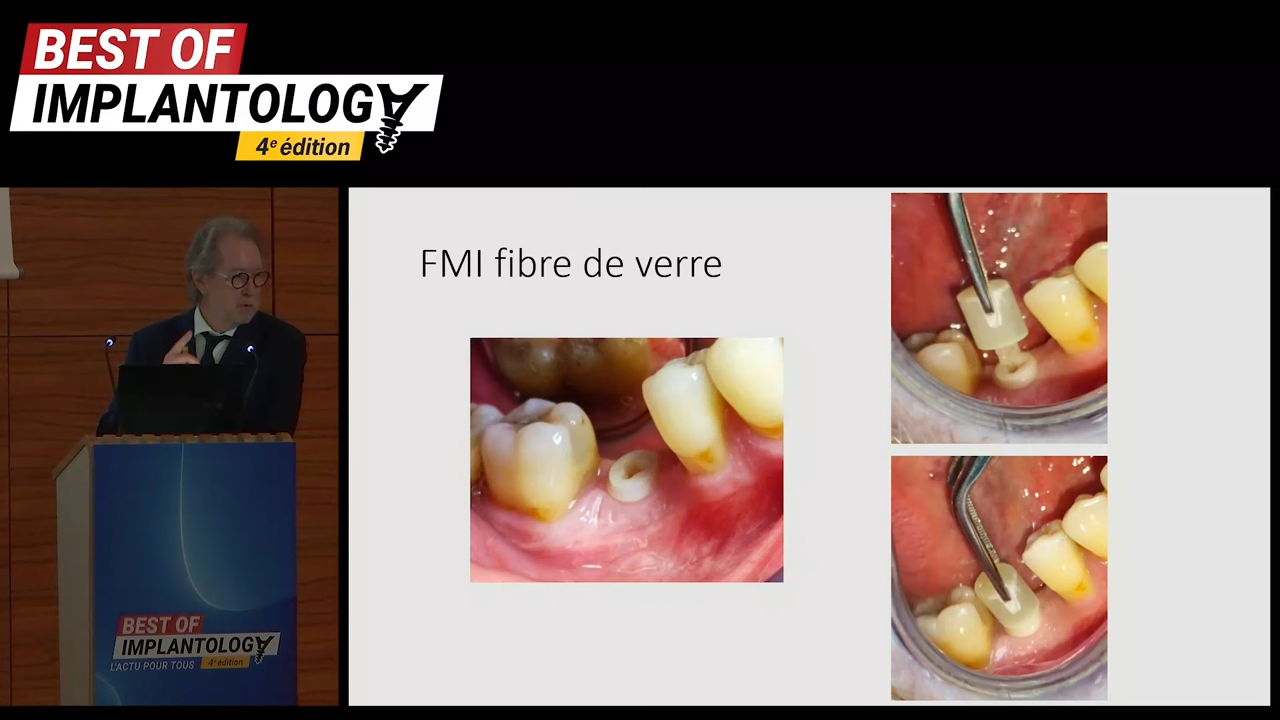 BEST OF
IMPLANTOLOGY
4e édition
FMI fibre de verre
BEST OF
IMPLANTOLOGY
L'ACTU POUR TOUS 4e édition